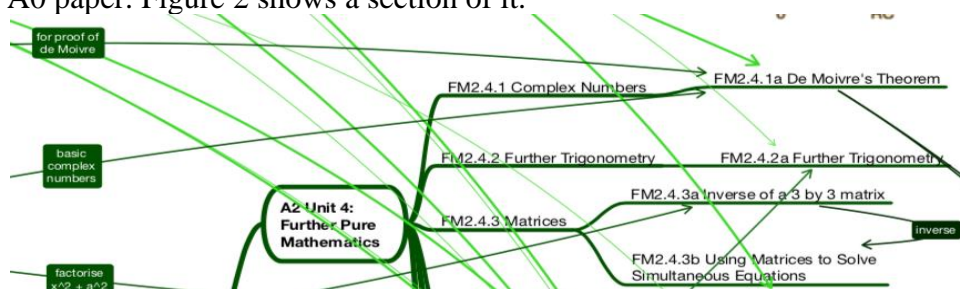 A0 paper. Figure 2 shows a section of it.
for proof of
de Moivre
FM2.4.1 Complex Numbers
FM2.4.1a De Moivre's Theorem
basic
complex
numbers
FM2.4.2 Further Trigonometry
FM2.4.2a Further Trigonometry
A2 Unit 4:
Further Pure
Mathematics
FM2.4.3 Matrices
FM2.4.3a Inverse of a 3 by 3 matrix
inverse
FM2.4.3b Using Matrices to Solve
Simultaneous Equations
factorise
x^2 + a^2